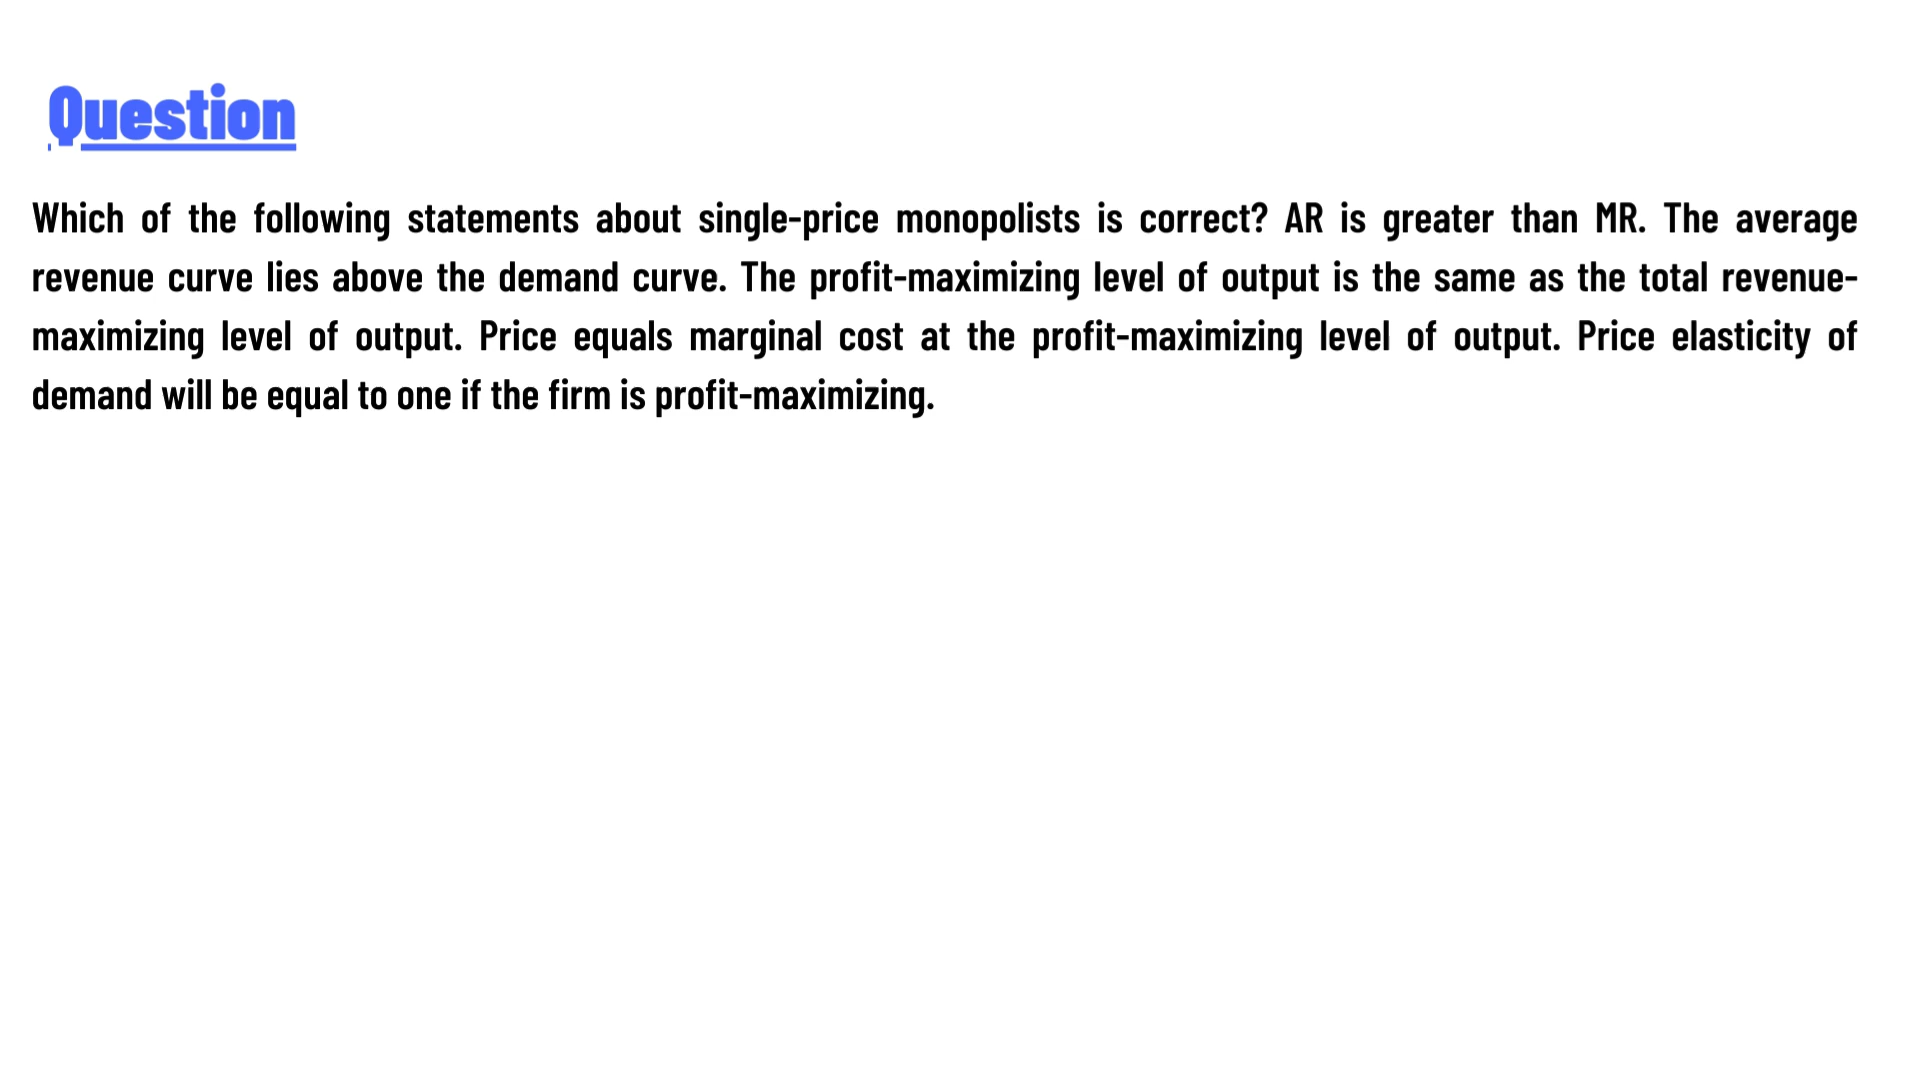 Question
Which of the following statements about single-price monopolists is correct? AR is greater than MR. The average
revenue curve lies above the demand curve. The profit-maximizing level of output is the same as the total revenue-
maximizing level of output. Price equals marginal cost at the profit-maximizing level of output. Price elasticity of
demand will be equal to one if the firm is profit-maximizing.